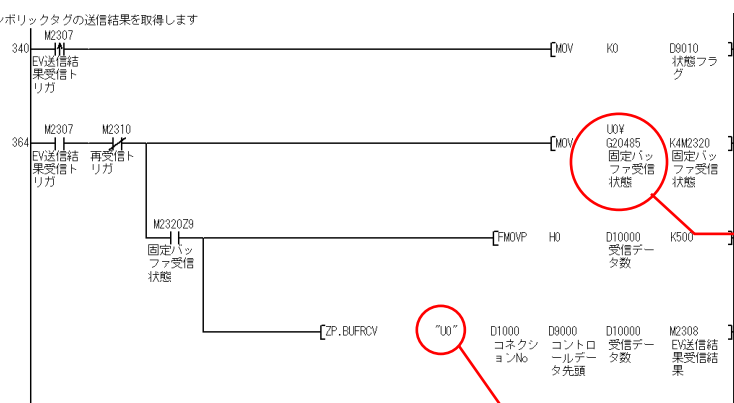 ンボリックタグの送信結果を取得します
M2307
340
MOV K0 D9010
EV送信結
果受信ト
リガ
状態フラ
グ
M2307 M2310
364
MOV U0¥
G20485 K4M2320
EV送信結
果受信ト
リガ
再受信ト
リガ
固定バッ
ファ受信
状態
固定バッ
ファ受信
状態
M2320Z9
固定バッ
ファ受信
状態
FMOVP H0 D10000 K500
受信デー
タ数
ZP.BUFRCV "U0" D1000 D9000 D10000 M2308
コネクシ
ョンNo
コントロ
ールデー
タ先頭
受信デー
タ数
EV送信結
果受信結
果